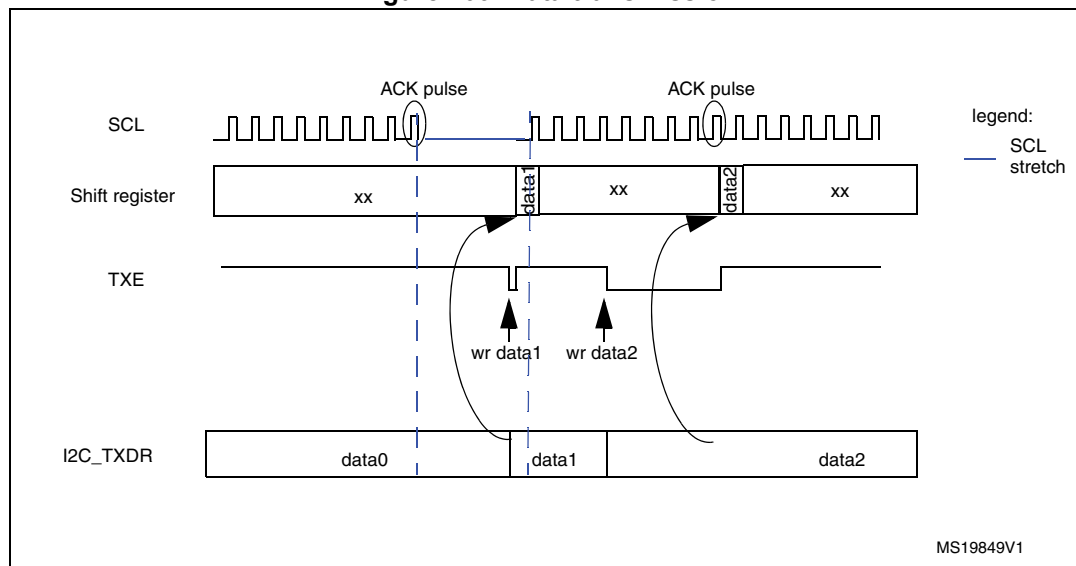 ACK pulse
ACK pulse
legend:
SCL
SCL
stretch
Shift register
xx
data1
xx
data2
xx
TXE
wr data1
wr data2
I2C_TXDR
data0
data1
data2
MS19849V1